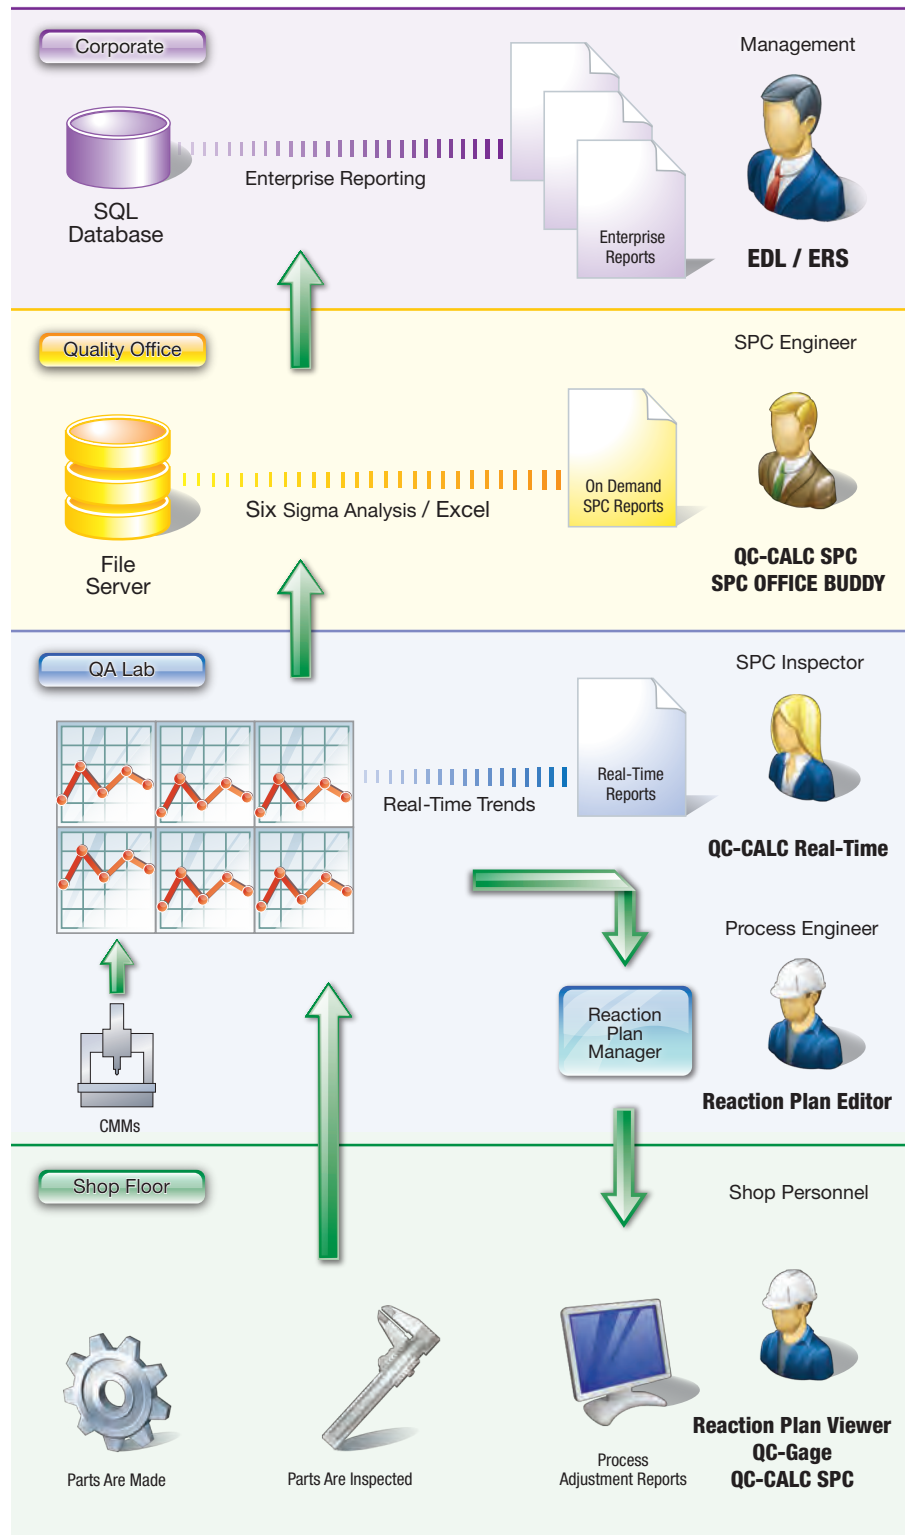 Corporate
Management
SQL
Database
Enterprise Reporting
Enterprise
Reports
EDL / ERS
Quality Office
SPC Engineer
File
Server
Six Sigma Analysis / Excel
On Demand
SPC Reports
QC-CALC SPC
SPC OFFICE BUDDY
QA Lab
SPC Inspector
Real-Time Trends
Real-Time
Reports
QC-CALC Real-Time
Process Engineer
Reaction
Plan
Manager
Reaction Plan Editor
CMMs
Shop Floor
Shop Personnel
Parts Are Made
Parts Are Inspected
Process
Adjustment Reports
Reaction Plan Viewer
QC-Gage
QC-CALC SPC